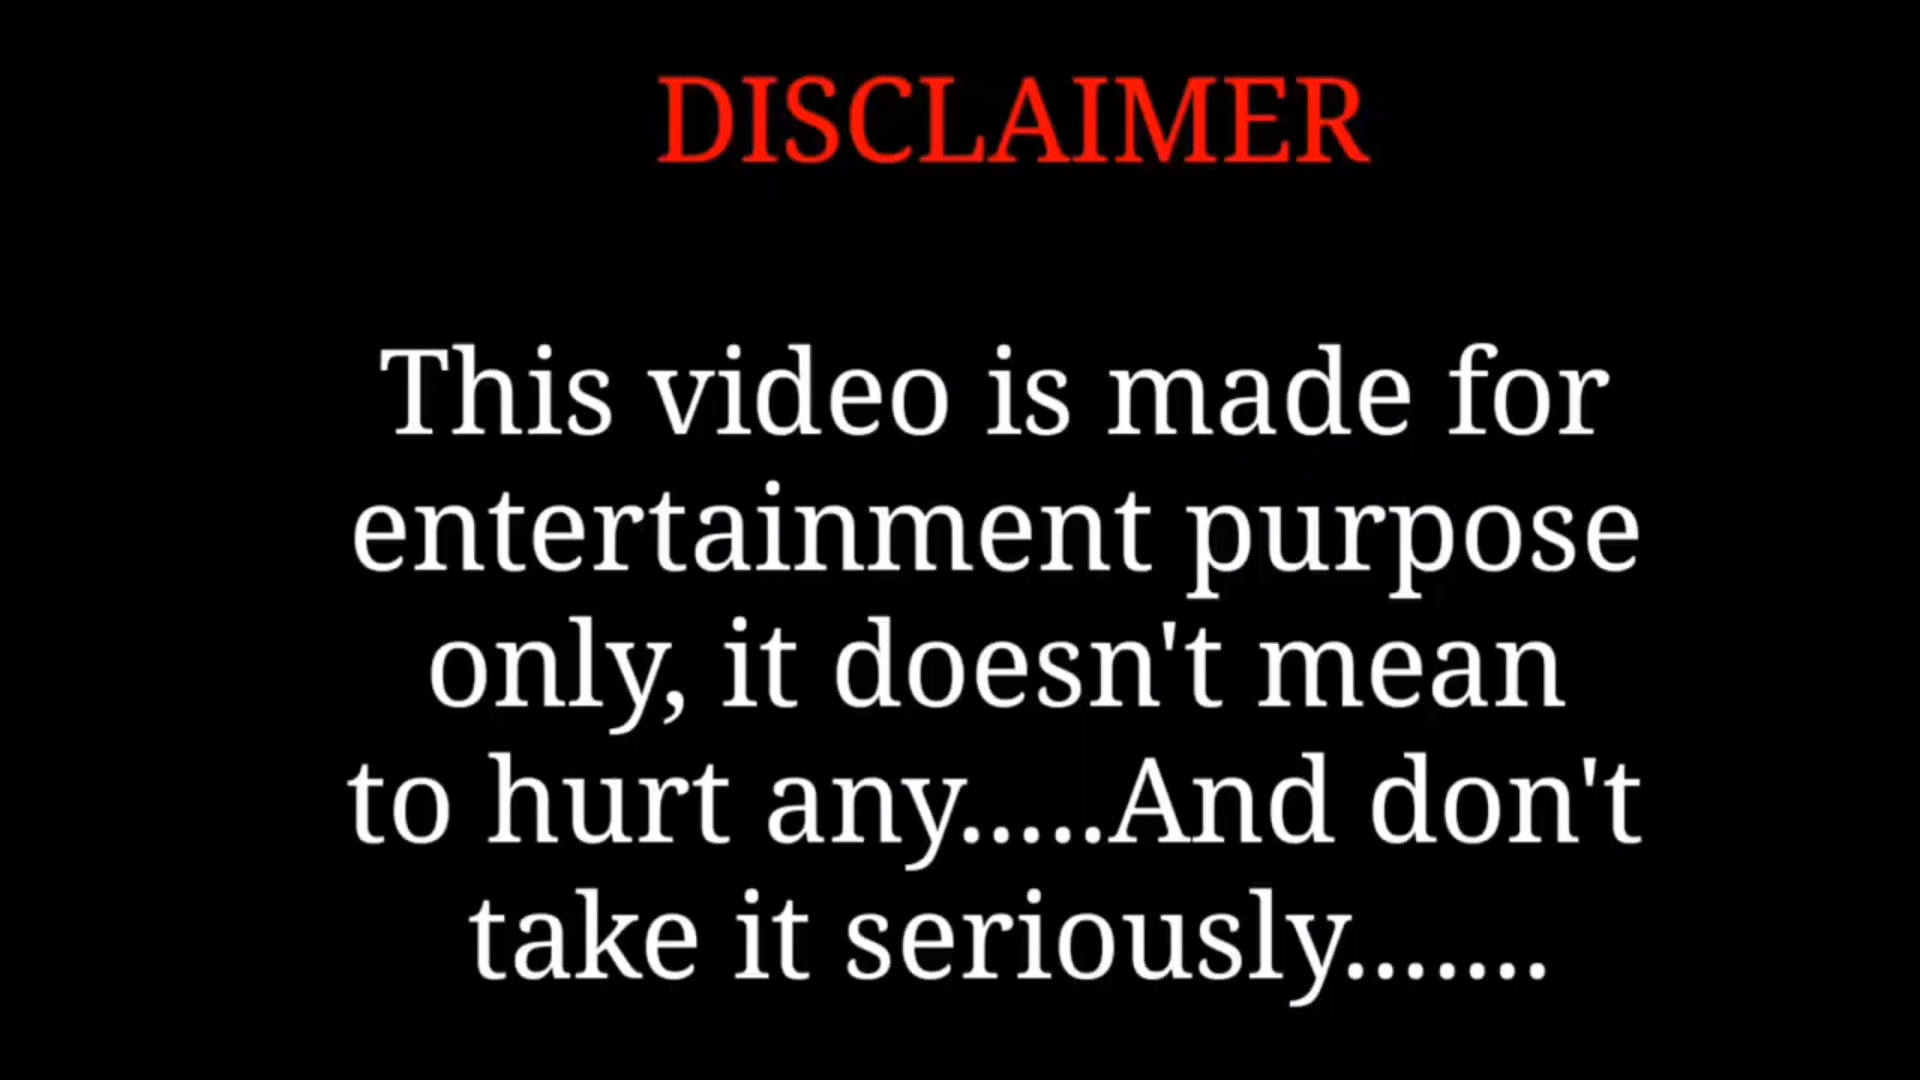 DISCLAIMER
This video is made for
entertainment purpose
only, it doesn't mean
to hurt any.....And don't
take it seriously.......